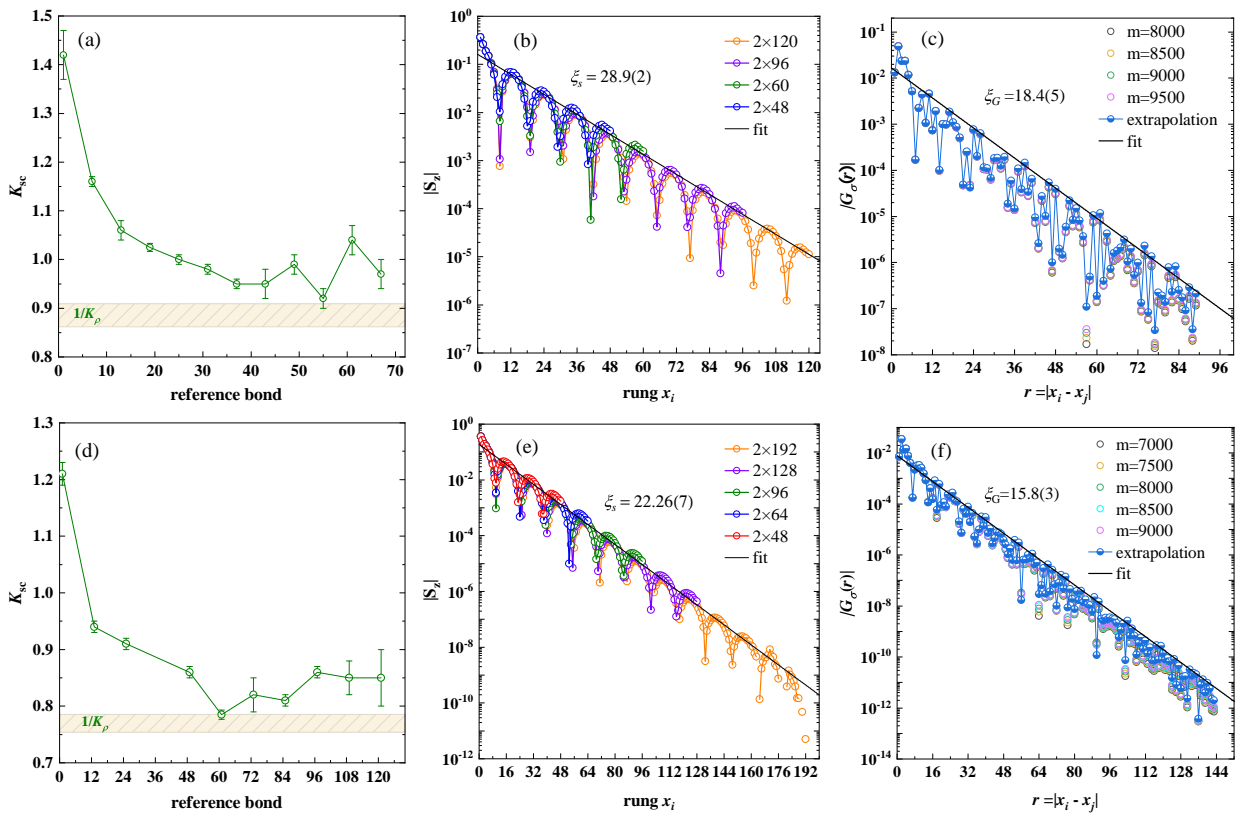 (a)
1.5
1.4
1.3
1.2
1.1
1.0
0.9
0.8
K_sc
1/K_ρ
0 10 20 30 40 50 60 70
reference bond
(b)
10^0
10^-1
10^-2
10^-3
10^-4
10^-5
10^-6
10^-7
|S_z|
ξ_s = 28.9(2)
2×120
2×96
2×60
2×48
fit
0 12 24 36 48 60 72 84 96 108 120
rung x_i
(c)
10^-1
10^-2
10^-3
10^-4
10^-5
10^-6
10^-7
10^-8
|G_σ(r)|
ξ_G =18.4(5)
m=8000
m=8500
m=9000
m=9500
extrapolation
fit
0 12 24 36 48 60 72 84 96
r =|x_i - x_j|
(d)
1.3
1.2
1.1
1.0
0.9
0.8
0.7
K_sc
1/K_ρ
0 12 24 36 48 60 72 84 96 108 120
reference bond
(e)
10^0
10^-2
10^-4
10^-6
10^-8
10^-10
10^-12
|S_z|
ξ_s = 22.26(7)
2×192
2×128
2×96
2×64
2×48
fit
0 16 32 48 64 80 96 112 128 144 160 176 192
rung x_i
(f)
10^-2
10^-4
10^-6
10^-8
10^-10
10^-12
10^-14
|G_σ(r)|
ξ_G=15.8(3)
m=7000
m=7500
m=8000
m=8500
m=9000
extrapolation
fit
0 16 32 48 64 80 96 112 128 144
r =|x_i - x_j|